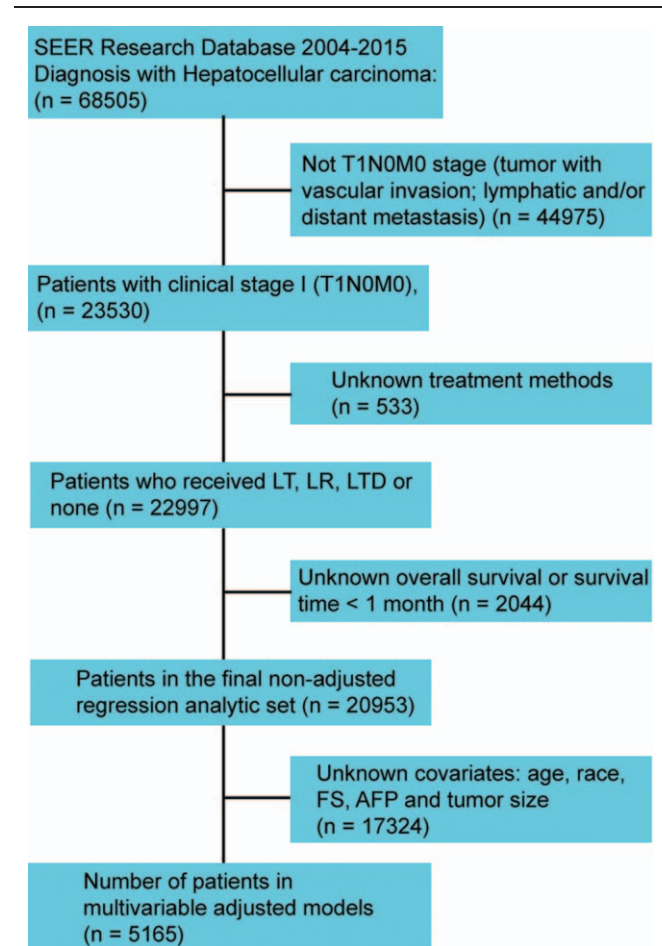 SEER Research Database 2004-2015
Diagnosis with Hepatocellular carcinoma:
(n = 68505)
Not T1N0M0 stage (tumor with
vascular invasion; lymphatic and/or
distant metastasis) (n = 44975)
Patients with clinical stage I (T1N0M0),
(n = 23530)
Unknown treatment methods
(n = 533)
Patients who received LT, LR, LTD or
none (n = 22997)
Unknown overall survival or survival
time < 1 month (n = 2044)
Patients in the final non-adjusted
regression analytic set (n = 20953)
Unknown covariates: age, race,
FS, AFP and tumor size
(n = 17324)
Number of patients in
multivariable adjusted models
(n = 5165)